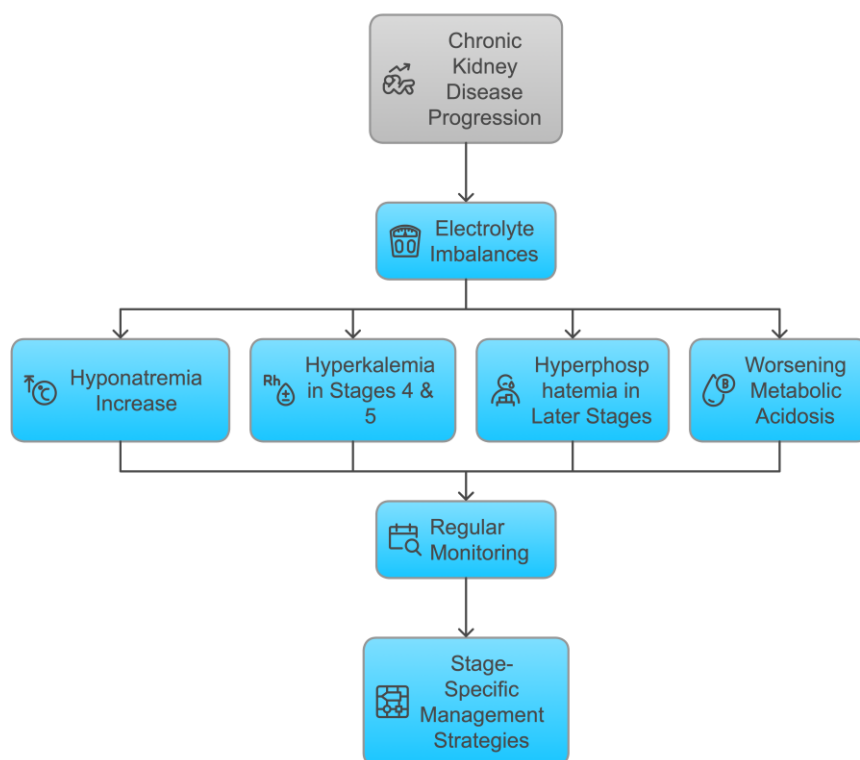 Chronic
Kidney
Disease
Progression
Electrolyte
Imbalances
℃
Hyponatremia
Increase
Rh
Hyperkalemia
in Stages 4 &
5
Hyperphosp
hatemia in
Later Stages
B
Worsening
Metabolic
Acidosis
Regular
Monitoring
Stage-
Specific
Management
Strategies